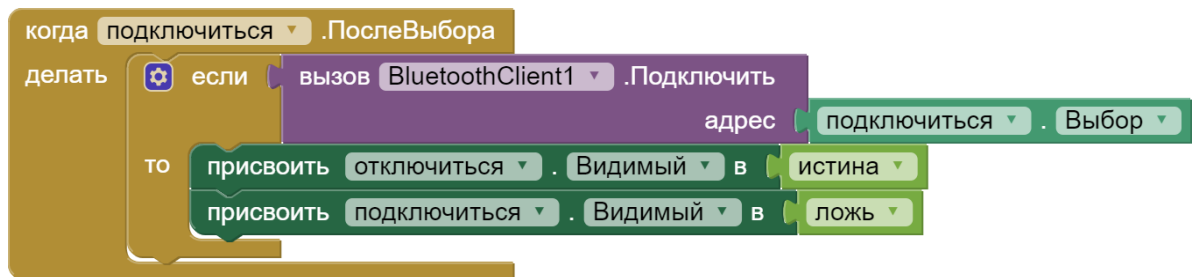 когда подключиться .ПослеВыбора
делать если вызов BluetoothClient1 .Подключить
адрес подключиться . Выбор
то присвоить отключиться . Видимый в истина
присвоить подключиться . Видимый в ложь